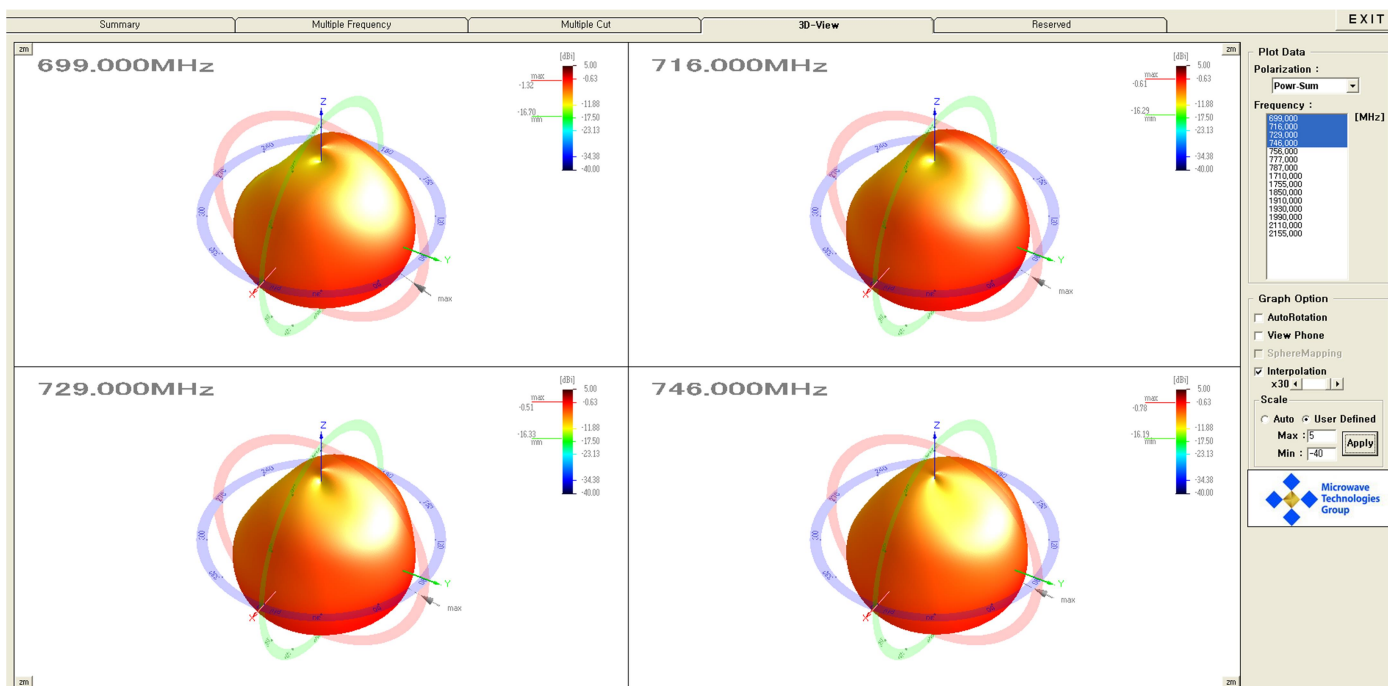 Summary
Multiple Frequency
Multiple Cut
3D-View
Reserved
EXIT
zm
699.000MHz
[dBi]
5.00
max
-0.63
-1.32
-11.88
-16.70
-17.50
min
-23.13
-34.38
-40.00
Z
Y
X
max
zm
716.000MHz
[dBi]
5.00
max
-0.63
-0.61
-11.88
-16.29
-17.50
min
-23.13
-34.38
-40.00
Z
Y
X
max
729.000MHz
[dBi]
5.00
max
-0.63
-0.51
-11.88
-16.33
-17.50
min
-23.13
-34.38
-40.00
Z
Y
X
max
zm
746.000MHz
[dBi]
5.00
max
-0.63
-0.78
-11.88
-16.19
-17.50
min
-23.13
-34.38
-40.00
Z
Y
X
max
zm
Plot Data
Polarization :
Powr-Sum
Frequency :
[MHz]
699,000
716,000
729,000
746,000
756,000
777,000
787,000
1710,000
1755,000
1850,000
1910,000
1930,000
1990,000
2110,000
2155,000
Graph Option
AutoRotation
View Phone
SphereMapping
Interpolation
x30
Scale
Auto
User Defined
Max : 5
Min : -40
Apply
Microwave
Technologies
Group